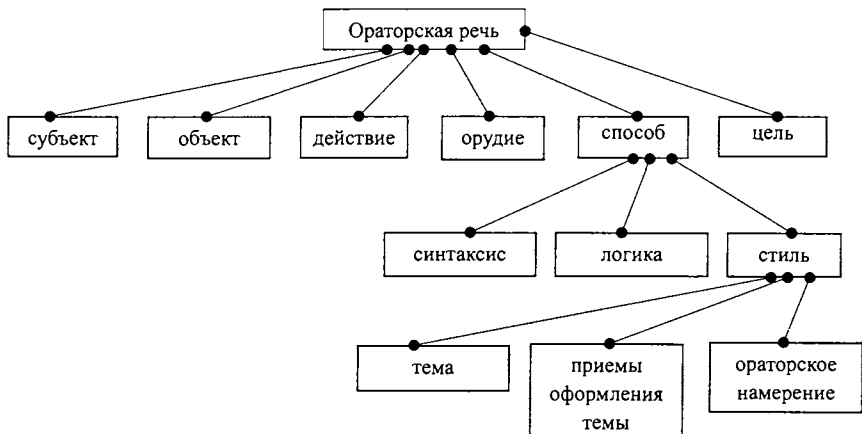 Ораторская речь
субъект
объект
действие
орудие
способ
цель
синтаксис
логика
стиль
тема
приемы
оформления
темы
ораторское
намерение